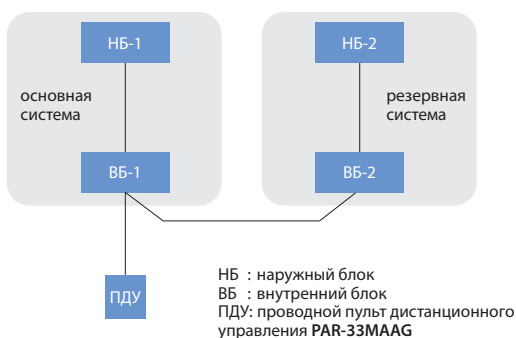 НБ-1
НБ-2
основная
система
резервная
система
ВБ-1
ВБ-2
ПДУ
НБ : наружный блок
ВБ : внутренний блок
ПДУ: проводной пульт дистанционного
управления PAR-33MAAG